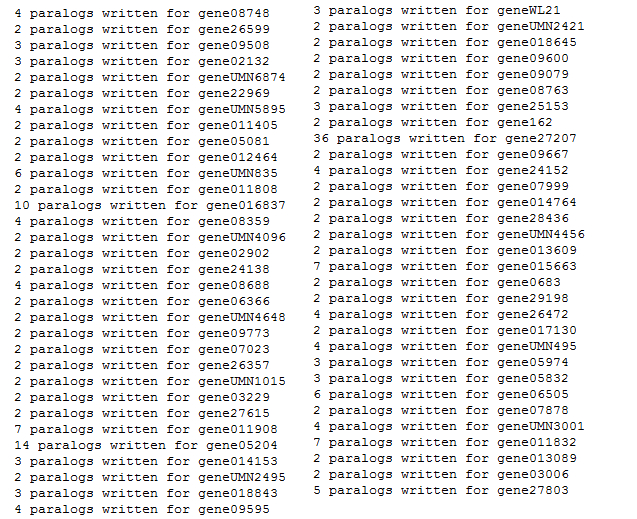 4 paralogs written for gene08748
2 paralogs written for gene26599
3 paralogs written for gene09508
3 paralogs written for gene02132
2 paralogs written for geneUMN6874
2 paralogs written for gene22969
4 paralogs written for geneUMN5895
2 paralogs written for gene011405
2 paralogs written for gene05081
2 paralogs written for gene012464
6 paralogs written for geneUMN835
2 paralogs written for gene011808
10 paralogs written for gene016837
4 paralogs written for gene08359
2 paralogs written for geneUMN4096
2 paralogs written for gene02902
2 paralogs written for gene24138
4 paralogs written for gene08688
2 paralogs written for gene06366
2 paralogs written for geneUMN4648
2 paralogs written for gene09773
2 paralogs written for gene07023
2 paralogs written for gene26357
2 paralogs written for geneUMN1015
2 paralogs written for gene03229
2 paralogs written for gene27615
7 paralogs written for gene011908
14 paralogs written for gene05204
3 paralogs written for gene014153
2 paralogs written for geneUMN2495
3 paralogs written for gene018843
4 paralogs written for gene09595
3 paralogs written for geneWL21
2 paralogs written for geneUMN2421
2 paralogs written for gene018645
2 paralogs written for gene09600
2 paralogs written for gene09079
2 paralogs written for gene08763
3 paralogs written for gene25153
2 paralogs written for gene162
36 paralogs written for gene27207
2 paralogs written for gene09667
4 paralogs written for gene24152
2 paralogs written for gene07999
2 paralogs written for gene014764
2 paralogs written for gene28436
2 paralogs written for geneUMN4456
2 paralogs written for gene013609
7 paralogs written for gene015663
2 paralogs written for gene0683
2 paralogs written for gene29198
4 paralogs written for gene26472
2 paralogs written for gene017130
4 paralogs written for geneUMN495
3 paralogs written for gene05974
3 paralogs written for gene05832
6 paralogs written for gene06505
2 paralogs written for gene07878
4 paralogs written for geneUMN3001
7 paralogs written for gene011832
2 paralogs written for gene013089
2 paralogs written for gene03006
5 paralogs written for gene27803